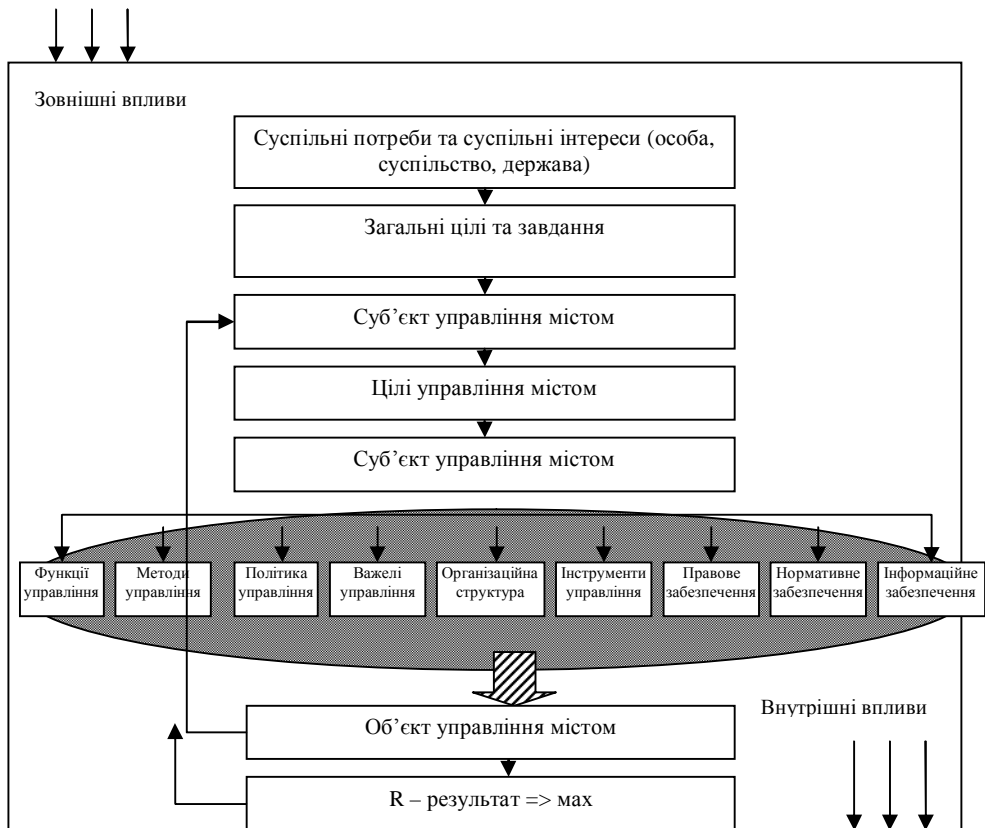 Зовнішні впливи
Суспільні потреби та суспільні інтереси (особа,
суспільство, держава)
Загальні цілі та завдання
Суб’єкт управління містом
Цілі управління містом
Суб’єкт управління містом
Функції
управління
Методи
управління
Політика
управління
Важелі
управління
Організаційна
структура
Інструменти
управління
Правове
забезпечення
Нормативне
забезпечення
Інформаційне
забезпечення
Об’єкт управління містом
Внутрішні впливи
R – результат => мах